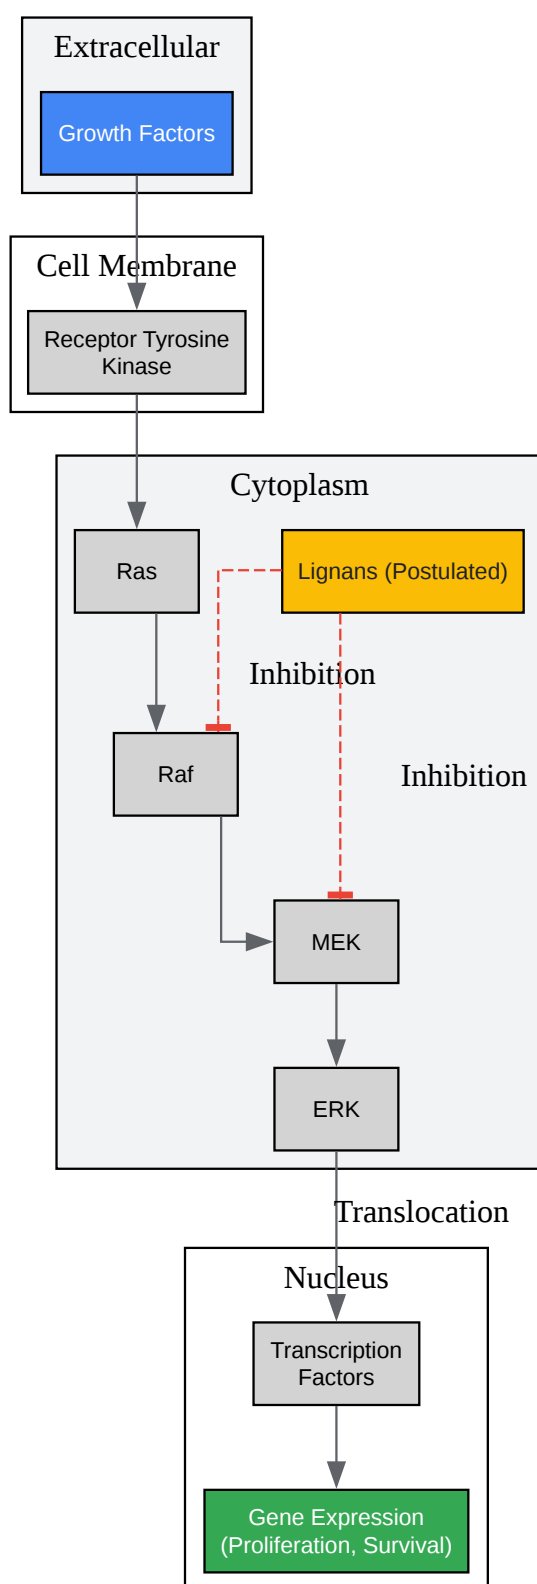 Extracellular
Growth Factors
Cell Membrane
Receptor Tyrosine
Kinase
Cytoplasm
Ras
Lignans (Postulated)
Inhibition
Raf
Inhibition
MEK
ERK
Translocation
Nucleus
Transcription
Factors
Gene Expression
(Proliferation, Survival)